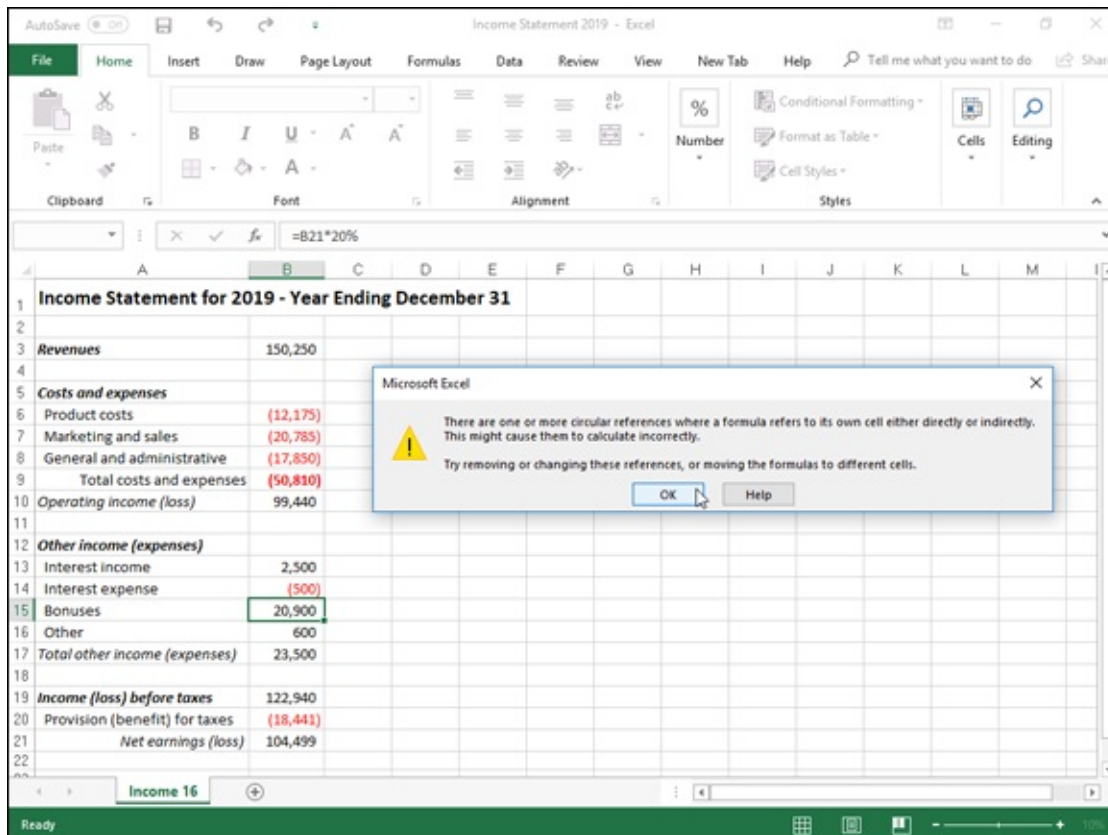 AutoSave On Income Statement 2019 - Excel
File Home Insert Draw Page Layout Formulas Data Review View New Tab Help Tell me what you want to do Shar
Paste
B I U A A
A
ab
%
Number
Conditional Formatting
Format as Table
Cell Styles
Cells
Editing
Clipboard Font Alignment Styles
fx =B21*20%
A B C D E F G H I J K L M
1 Income Statement for 2019 - Year Ending December 31
2
3 Revenues 150,250
4
5 Costs and expenses
6 Product costs (12,175)
7 Marketing and sales (20,785)
8 General and administrative (17,850)
9 Total costs and expenses (50,810)
10 Operating income (loss) 99,440
11
12 Other income (expenses)
13 Interest income 2,500
14 Interest expense (500)
15 Bonuses 20,900
16 Other 600
17 Total other income (expenses) 23,500
18
19 Income (loss) before taxes 122,940
20 Provision (benefit) for taxes (18,441)
21 Net earnings (loss) 104,499
22
Microsoft Excel
There are one or more circular references where a formula refers to its own cell either directly or indirectly.
This might cause them to calculate incorrectly.
Try removing or changing these references, or moving the formulas to different cells.
OK Help
Income 16
Ready